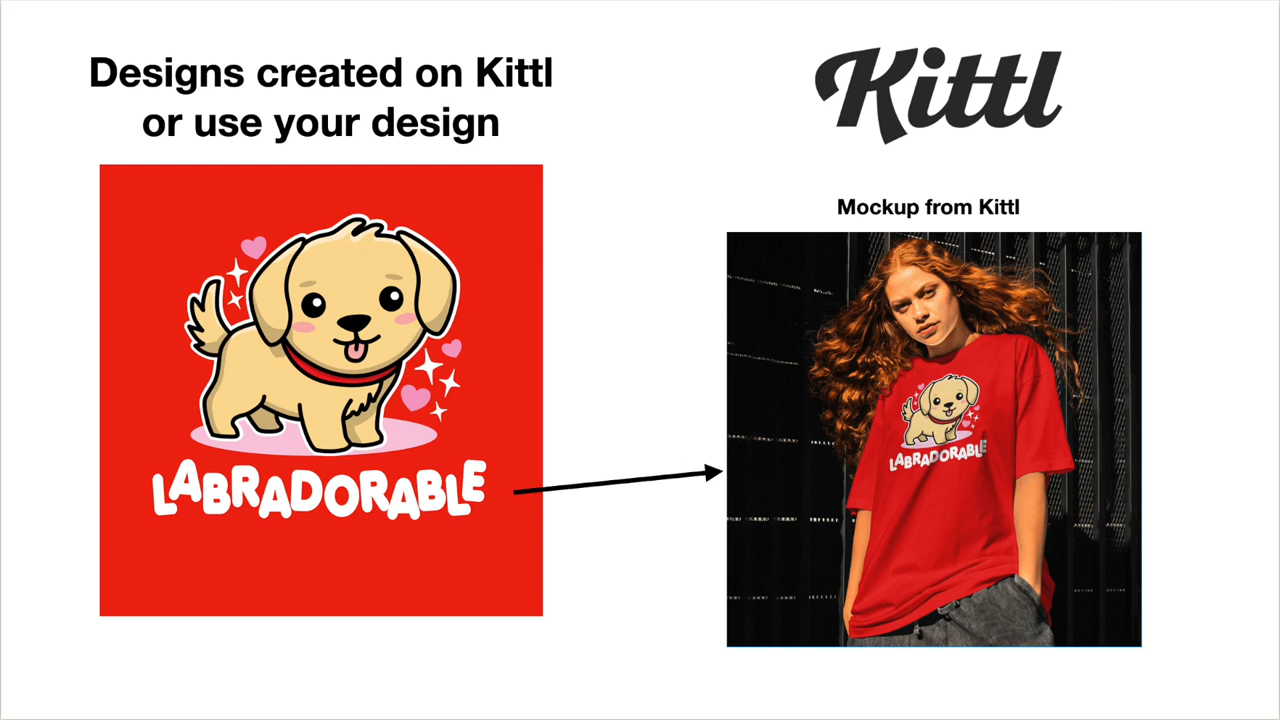 Designs created on Kittl
or use your design
LABRADORABLE
Kittl
Mockup from Kittl
LABRADORABLE